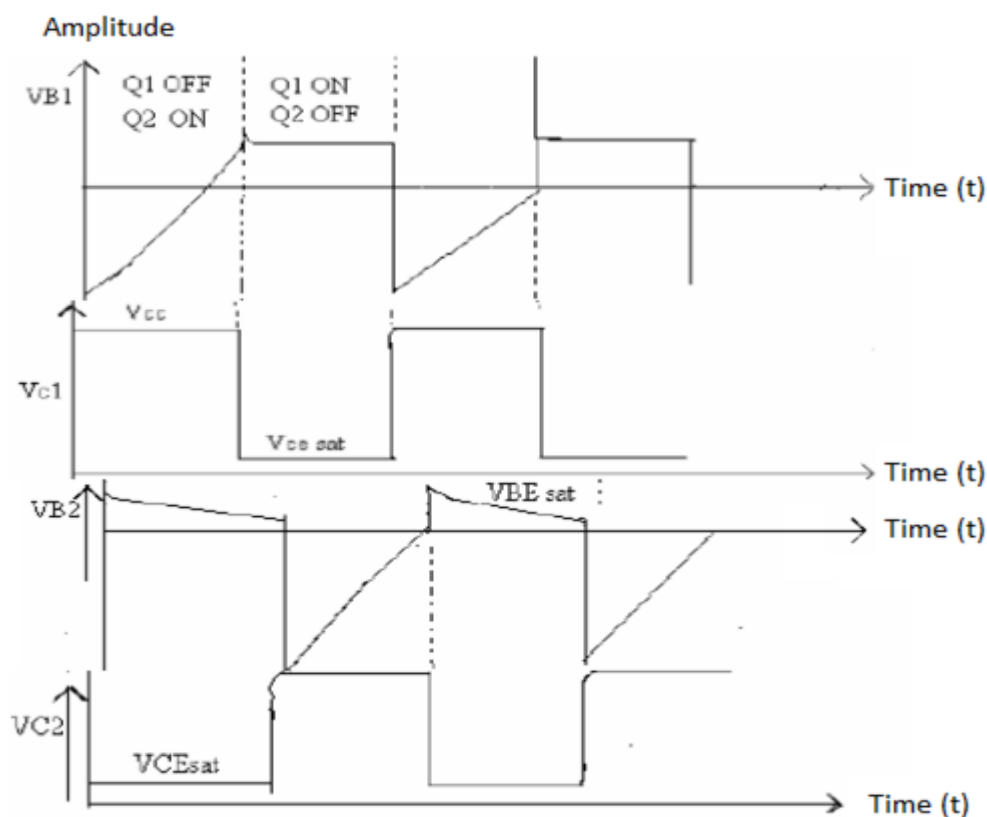 Amplitude
VB1
Q1 OFF
Q2 ON
Q1 ON
Q2 OFF
Time (t)
Vcc
Vc1
Vce sat
Time (t)
VB2
VBE sat
Time (t)
VC2
VCEsat
Time (t)